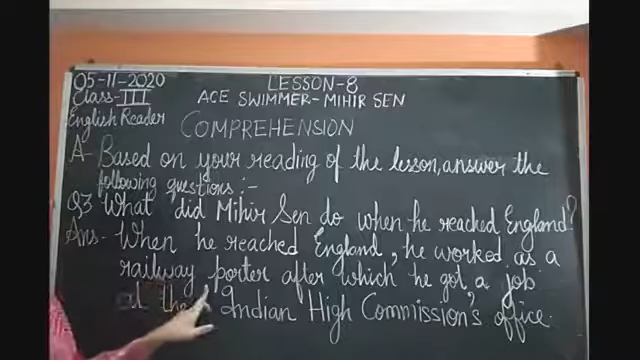 05-11-2020
LESSON-8
Class-III
ACE SWIMMER-MIHIR SEN
English Reader
COMPREHENSION
A- Based on your reading of the lesson, answer the
following questions:-
Q3 What did Mihir Sen do when he reached England?
Ans- When he reached England, he worked as a
railway porter after which he got a job
at the Indian High Commission's office.